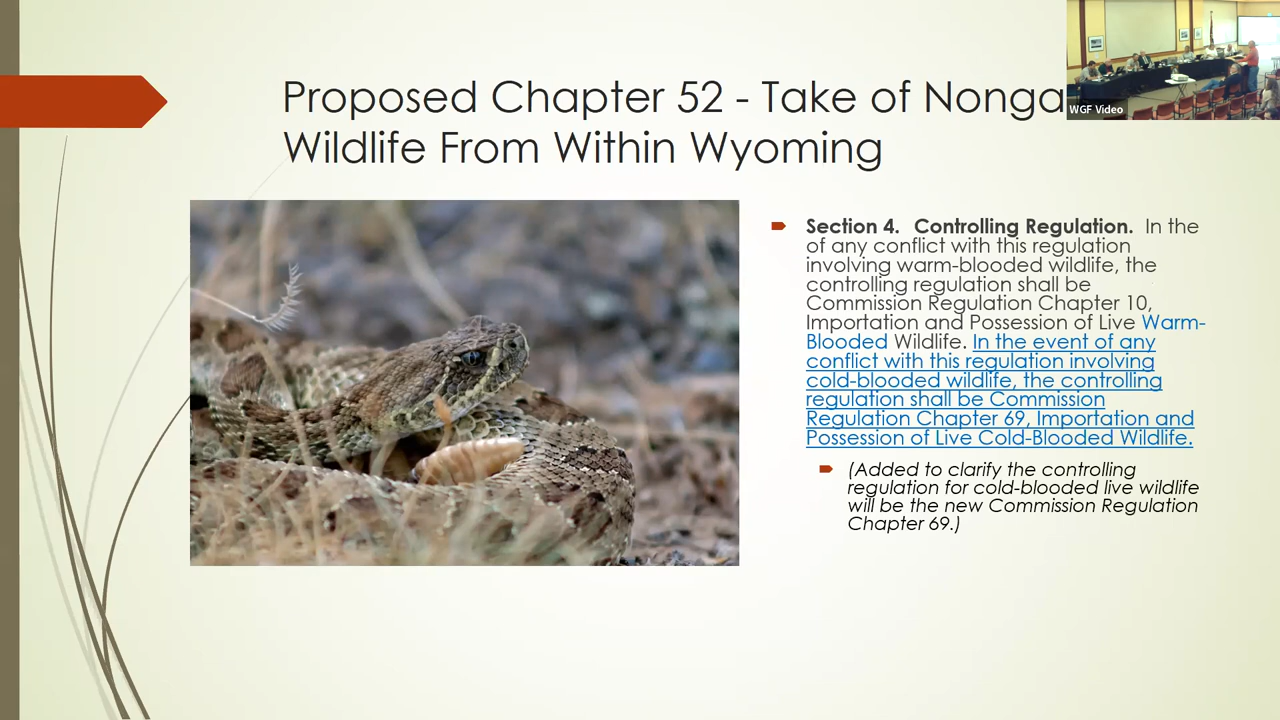 Proposed Chapter 52 - Take of Nonga
Wildlife From Within Wyoming
WGF Video
Section 4. Controlling Regulation. In the
of any conflict with this regulation
involving warm-blooded wildlife, the
controlling regulation shall be
Commission Regulation Chapter 10,
Importation and Possession of Live Warm-
Blooded Wildlife. In the event of any
conflict with this regulation involving
cold-blooded wildlife, the controlling
regulation shall be Commission
Regulation Chapter 69, Importation and
Possession of Live Cold-Blooded Wildlife.
(Added to clarify the controlling
regulation for cold-blooded live wildlife
will be the new Commission Regulation
Chapter 69.)